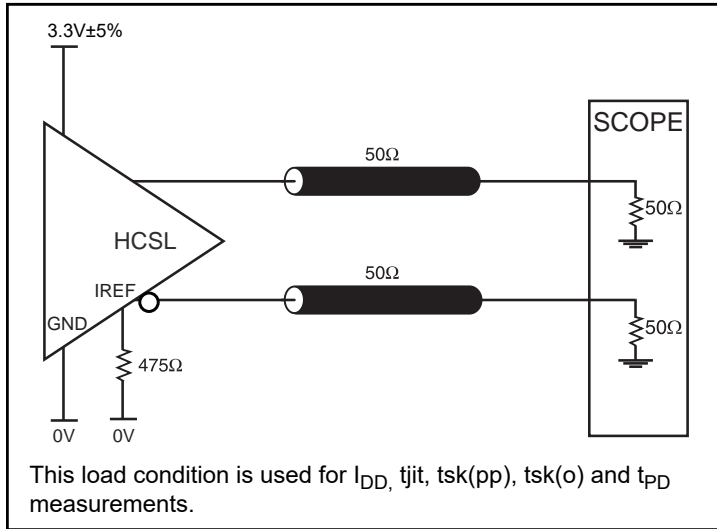 3.3V±5%
SCOPE
50Ω
50Ω
HCSL
50Ω
IREF
50Ω
GND
475Ω
0V
0V
This load condition is used for IDD, tjit, tsk(pp), tsk(o) and tPD
measurements.